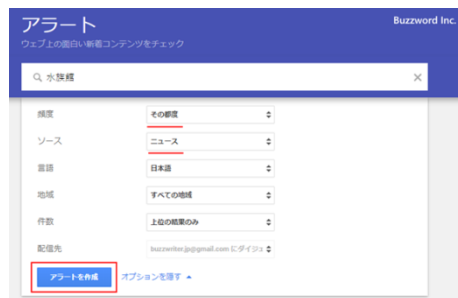 アラート
Buzzword Inc.
ウェブ上の面白い新着コンテンツをチェック
水族館
頻度 その都度
ソース ニュース
言語 日本語
地域 すべての地域
件数 上位の結果のみ
配信先 buzzwriter.jp@gmail.com にダイジェ
アラートを作成 オプションを隠す